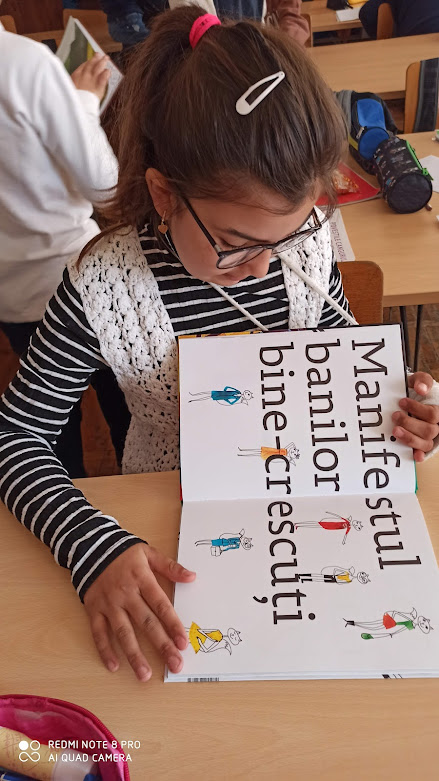 Manifestul
banilor
bine-crescuți
REDMI NOTE 8 PRO
AI QUAD CAMERA